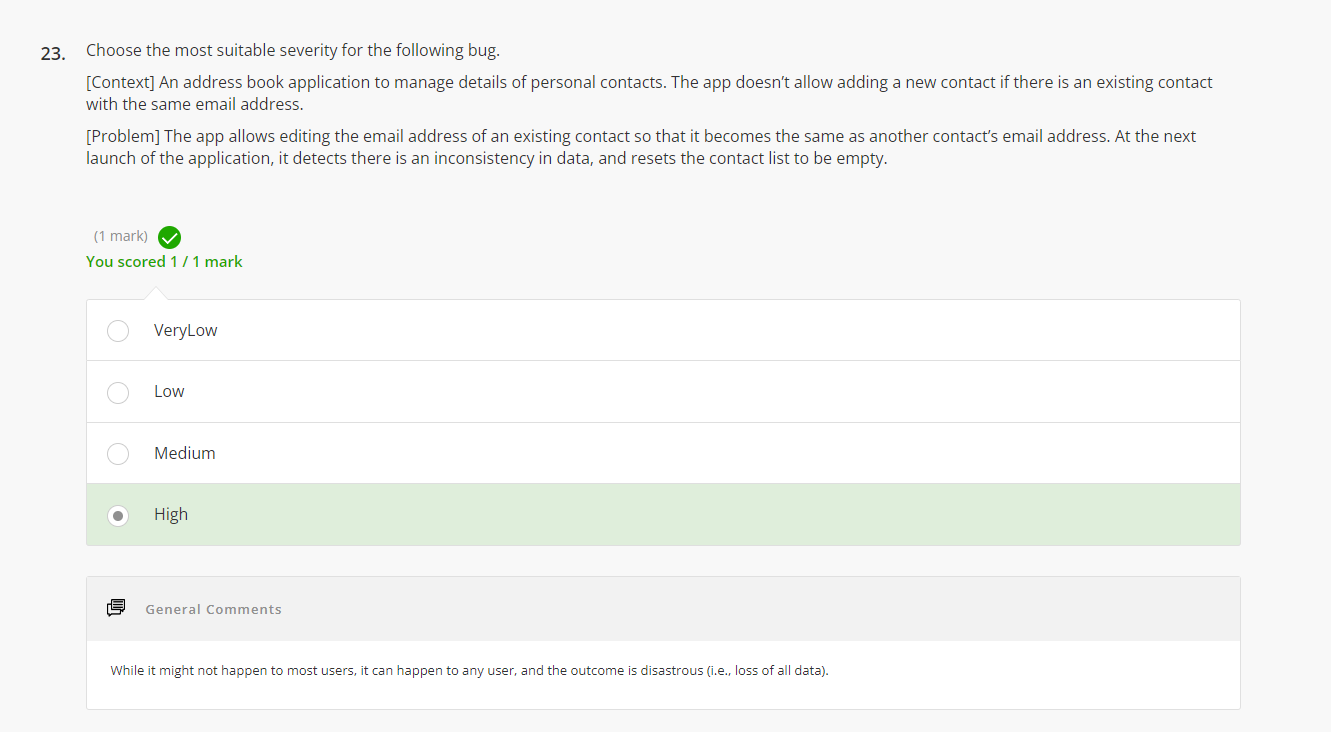 23. Choose the most suitable severity for the following bug.
[Context] An address book application to manage details of personal contacts. The app doesn’t allow adding a new contact if there is an existing contact
with the same email address.
[Problem] The app allows editing the email address of an existing contact so that it becomes the same as another contact’s email address. At the next
launch of the application, it detects there is an inconsistency in data, and resets the contact list to be empty.
(1 mark)
You scored 1 / 1 mark
VeryLow
Low
Medium
High
General Comments
While it might not happen to most users, it can happen to any user, and the outcome is disastrous (i.e., loss of all data).